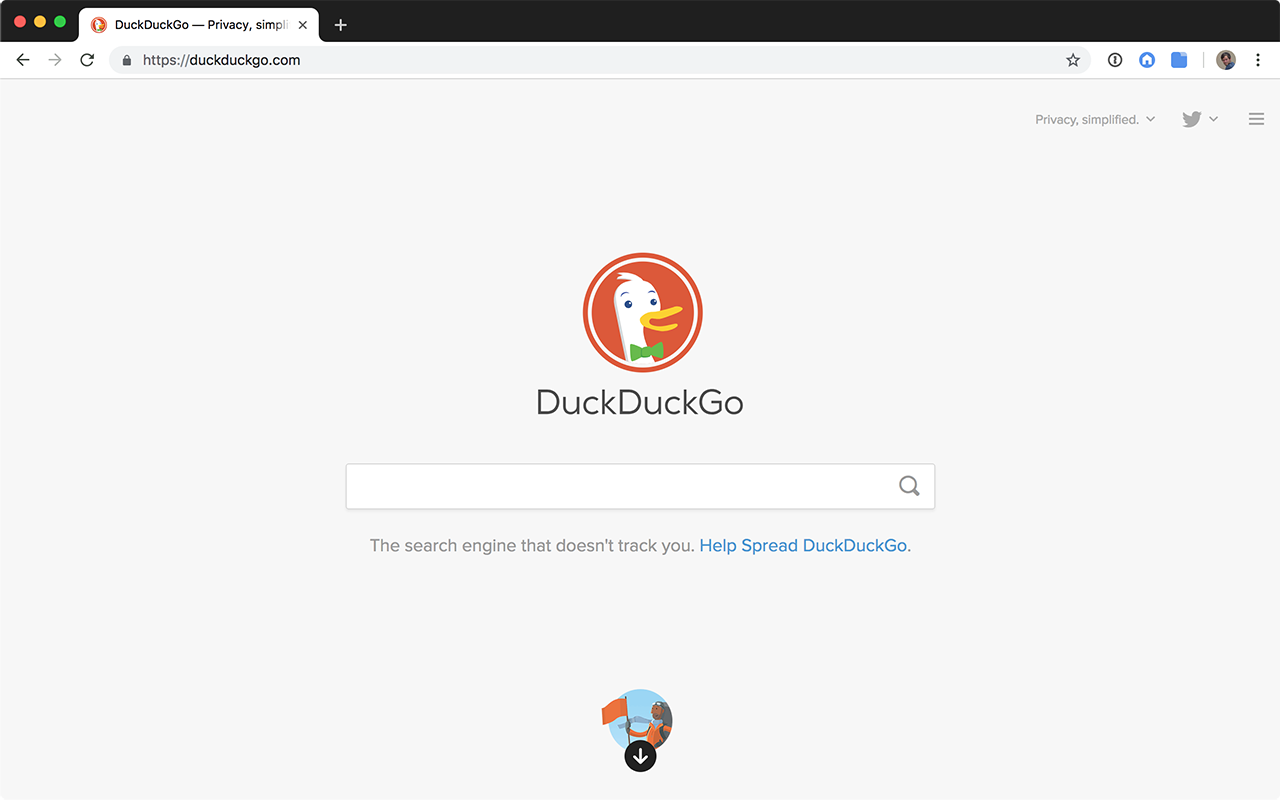 DuckDuckGo — Privacy, simpli
https://duckduckgo.com
Privacy, simplified.
DuckDuckGo
The search engine that doesn't track you. Help Spread DuckDuckGo.